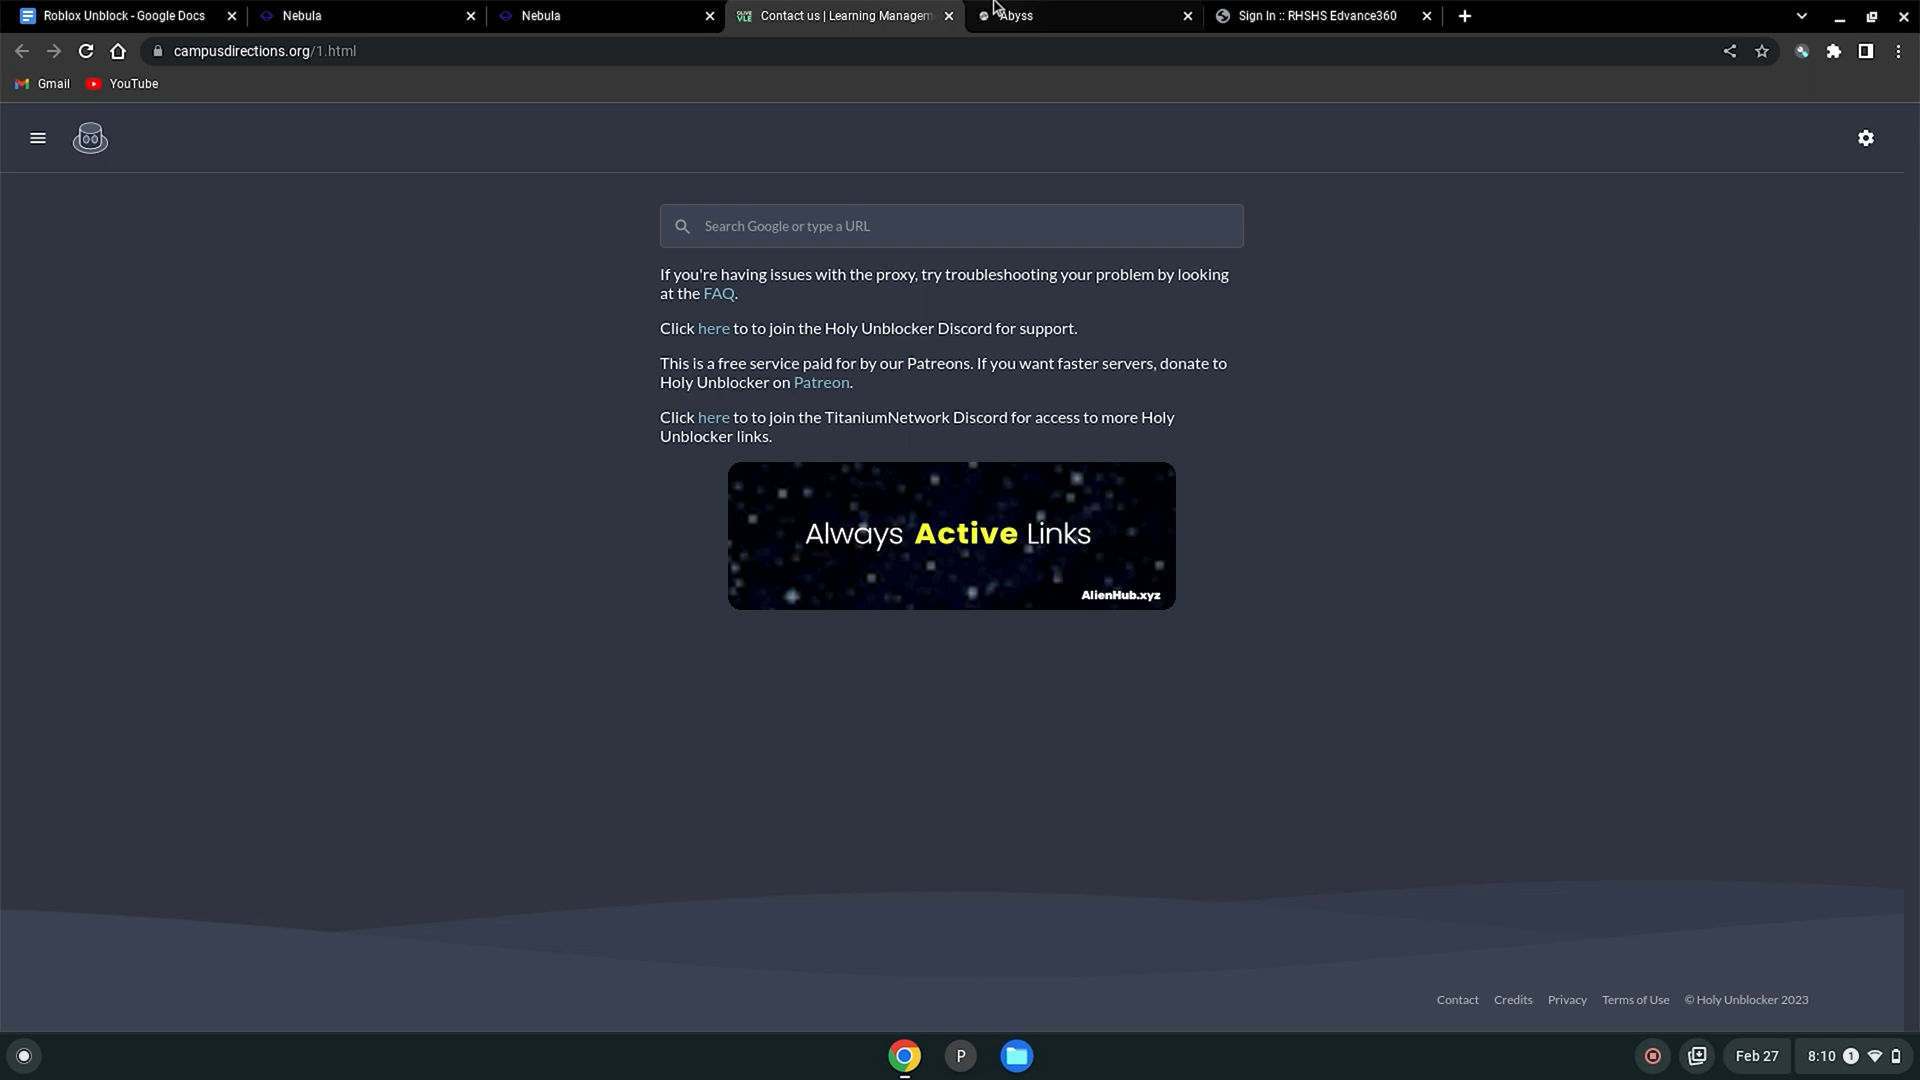 Roblox Unblock - Google Docs
Nebula
Nebula
Contact us | Learning Managem
Abyss
Sign In :: RHSHS Edvance360
campusdirections.org/1.html
Gmail
YouTube
Search Google or type a URL
If you're having issues with the proxy, try troubleshooting your problem by looking
at the FAQ.
Click here to to join the Holy Unblocker Discord for support.
This is a free service paid for by our Patreons. If you want faster servers, donate to
Holy Unblocker on Patreon.
Click here to to join the TitaniumNetwork Discord for access to more Holy
Unblocker links.
Always Active Links
AlienHub.xyz
Contact Credits Privacy Terms of Use © Holy Unblocker 2023
P
Feb 27
8:10 1